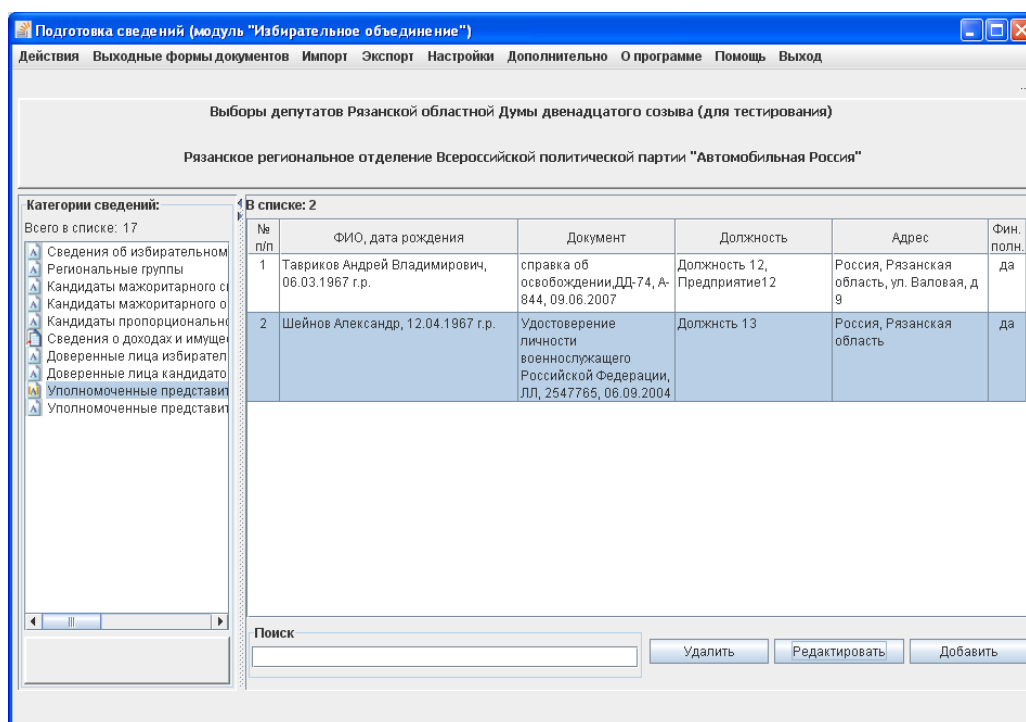 Подготовка сведений (модуль "Избирательное объединение")
Действия Выходные формы документов Импорт Экспорт Настройки Дополнительно О программе Помощь Выход
Выборы депутатов Рязанской областной Думы двенадцатого созыва (для тестирования)
Рязанское региональное отделение Всероссийской политической партии "Автомобильная Россия"
Категории сведений:
Всего в списке: 17
Сведения об избирательном
Региональные группы
Кандидаты мажоритарного с
Кандидаты мажоритарного о
Кандидаты пропорционально
Сведения о доходах и имуще
Доверенные лица избирател
Доверенные лица кандидато
Уполномоченные представит
Уполномоченные представит
В списке: 2
№ п/п
ФИО, дата рождения
Документ
Должность
Адрес
Фин. полн.
1
Тавриков Андрей Владимирович,
06.03.1967 г.р.
справка об
освобождении,ДД-74, А-
844, 09.06.2007
Должность 12,
Предприятие12
Россия, Рязанская
область, ул. Валовая, д
9
да
2
Шейнов Александр, 12.04.1967 г.р.
Удостоверение
личности
военнослужащего
Российской Федерации,
ЛЛ, 2547765, 06.09.2004
Должнсть 13
Россия, Рязанская
область
да
Поиск
Удалить
Редактировать
Добавить